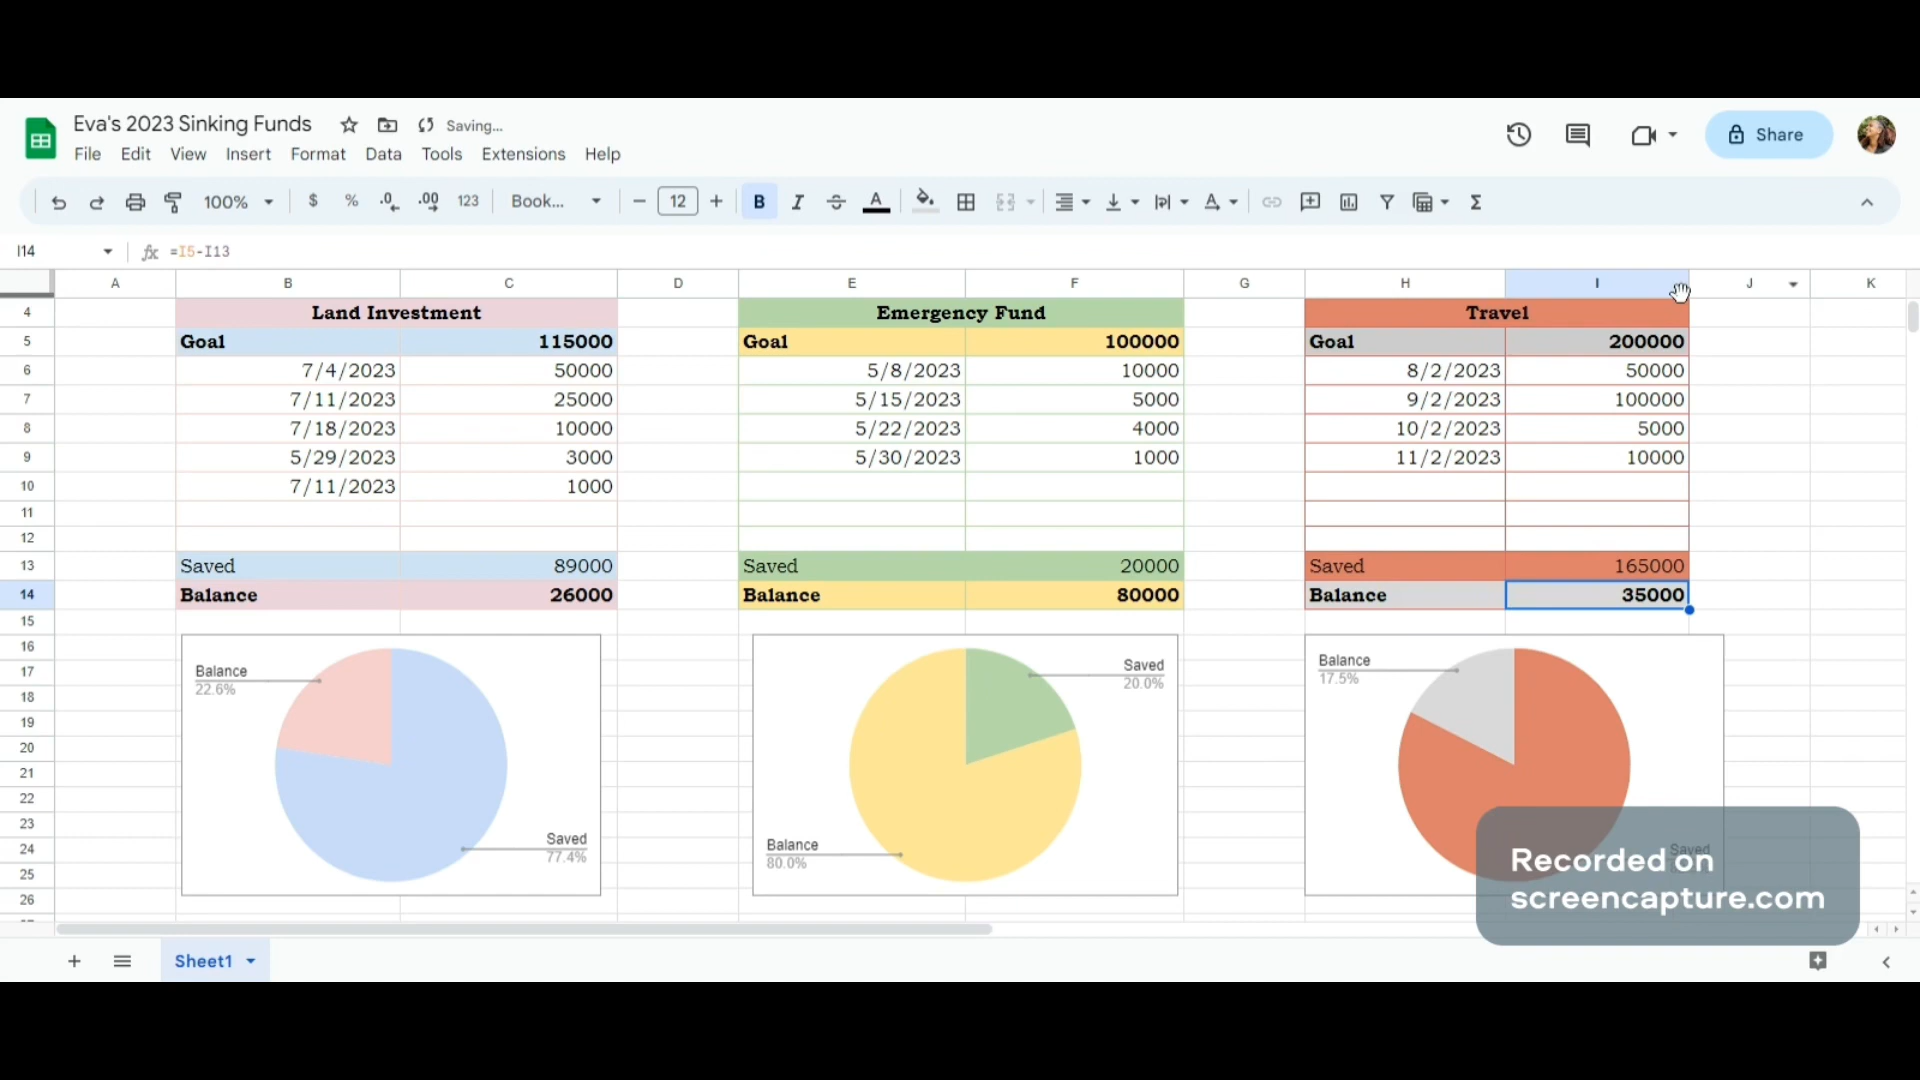 Eva's 2023 Sinking Funds Saving...
File Edit View Insert Format Data Tools Extensions Help
Share
100% $ % .0 .00 123 Book... 12 B I A Σ
I14 fx =I5-I13
A B C D E F G H I J K
4 Land Investment Emergency Fund Travel
5 Goal 115000 Goal 100000 Goal 200000
6 7/4/2023 50000 5/8/2023 10000 8/2/2023 50000
7 7/11/2023 25000 5/15/2023 5000 9/2/2023 100000
8 7/18/2023 10000 5/22/2023 4000 10/2/2023 5000
9 5/29/2023 3000 5/30/2023 1000 11/2/2023 10000
10 7/11/2023 1000
11
12
13 Saved 89000 Saved 20000 Saved 165000
14 Balance 26000 Balance 80000 Balance 35000
15
16
17
18
19
20
21
22
23
24
25
26
Balance
22.6%
Saved
77.4%
Saved
20.0%
Balance
80.0%
Balance
17.5%
Saved
Recorded on
screencapture.com
Sheet1